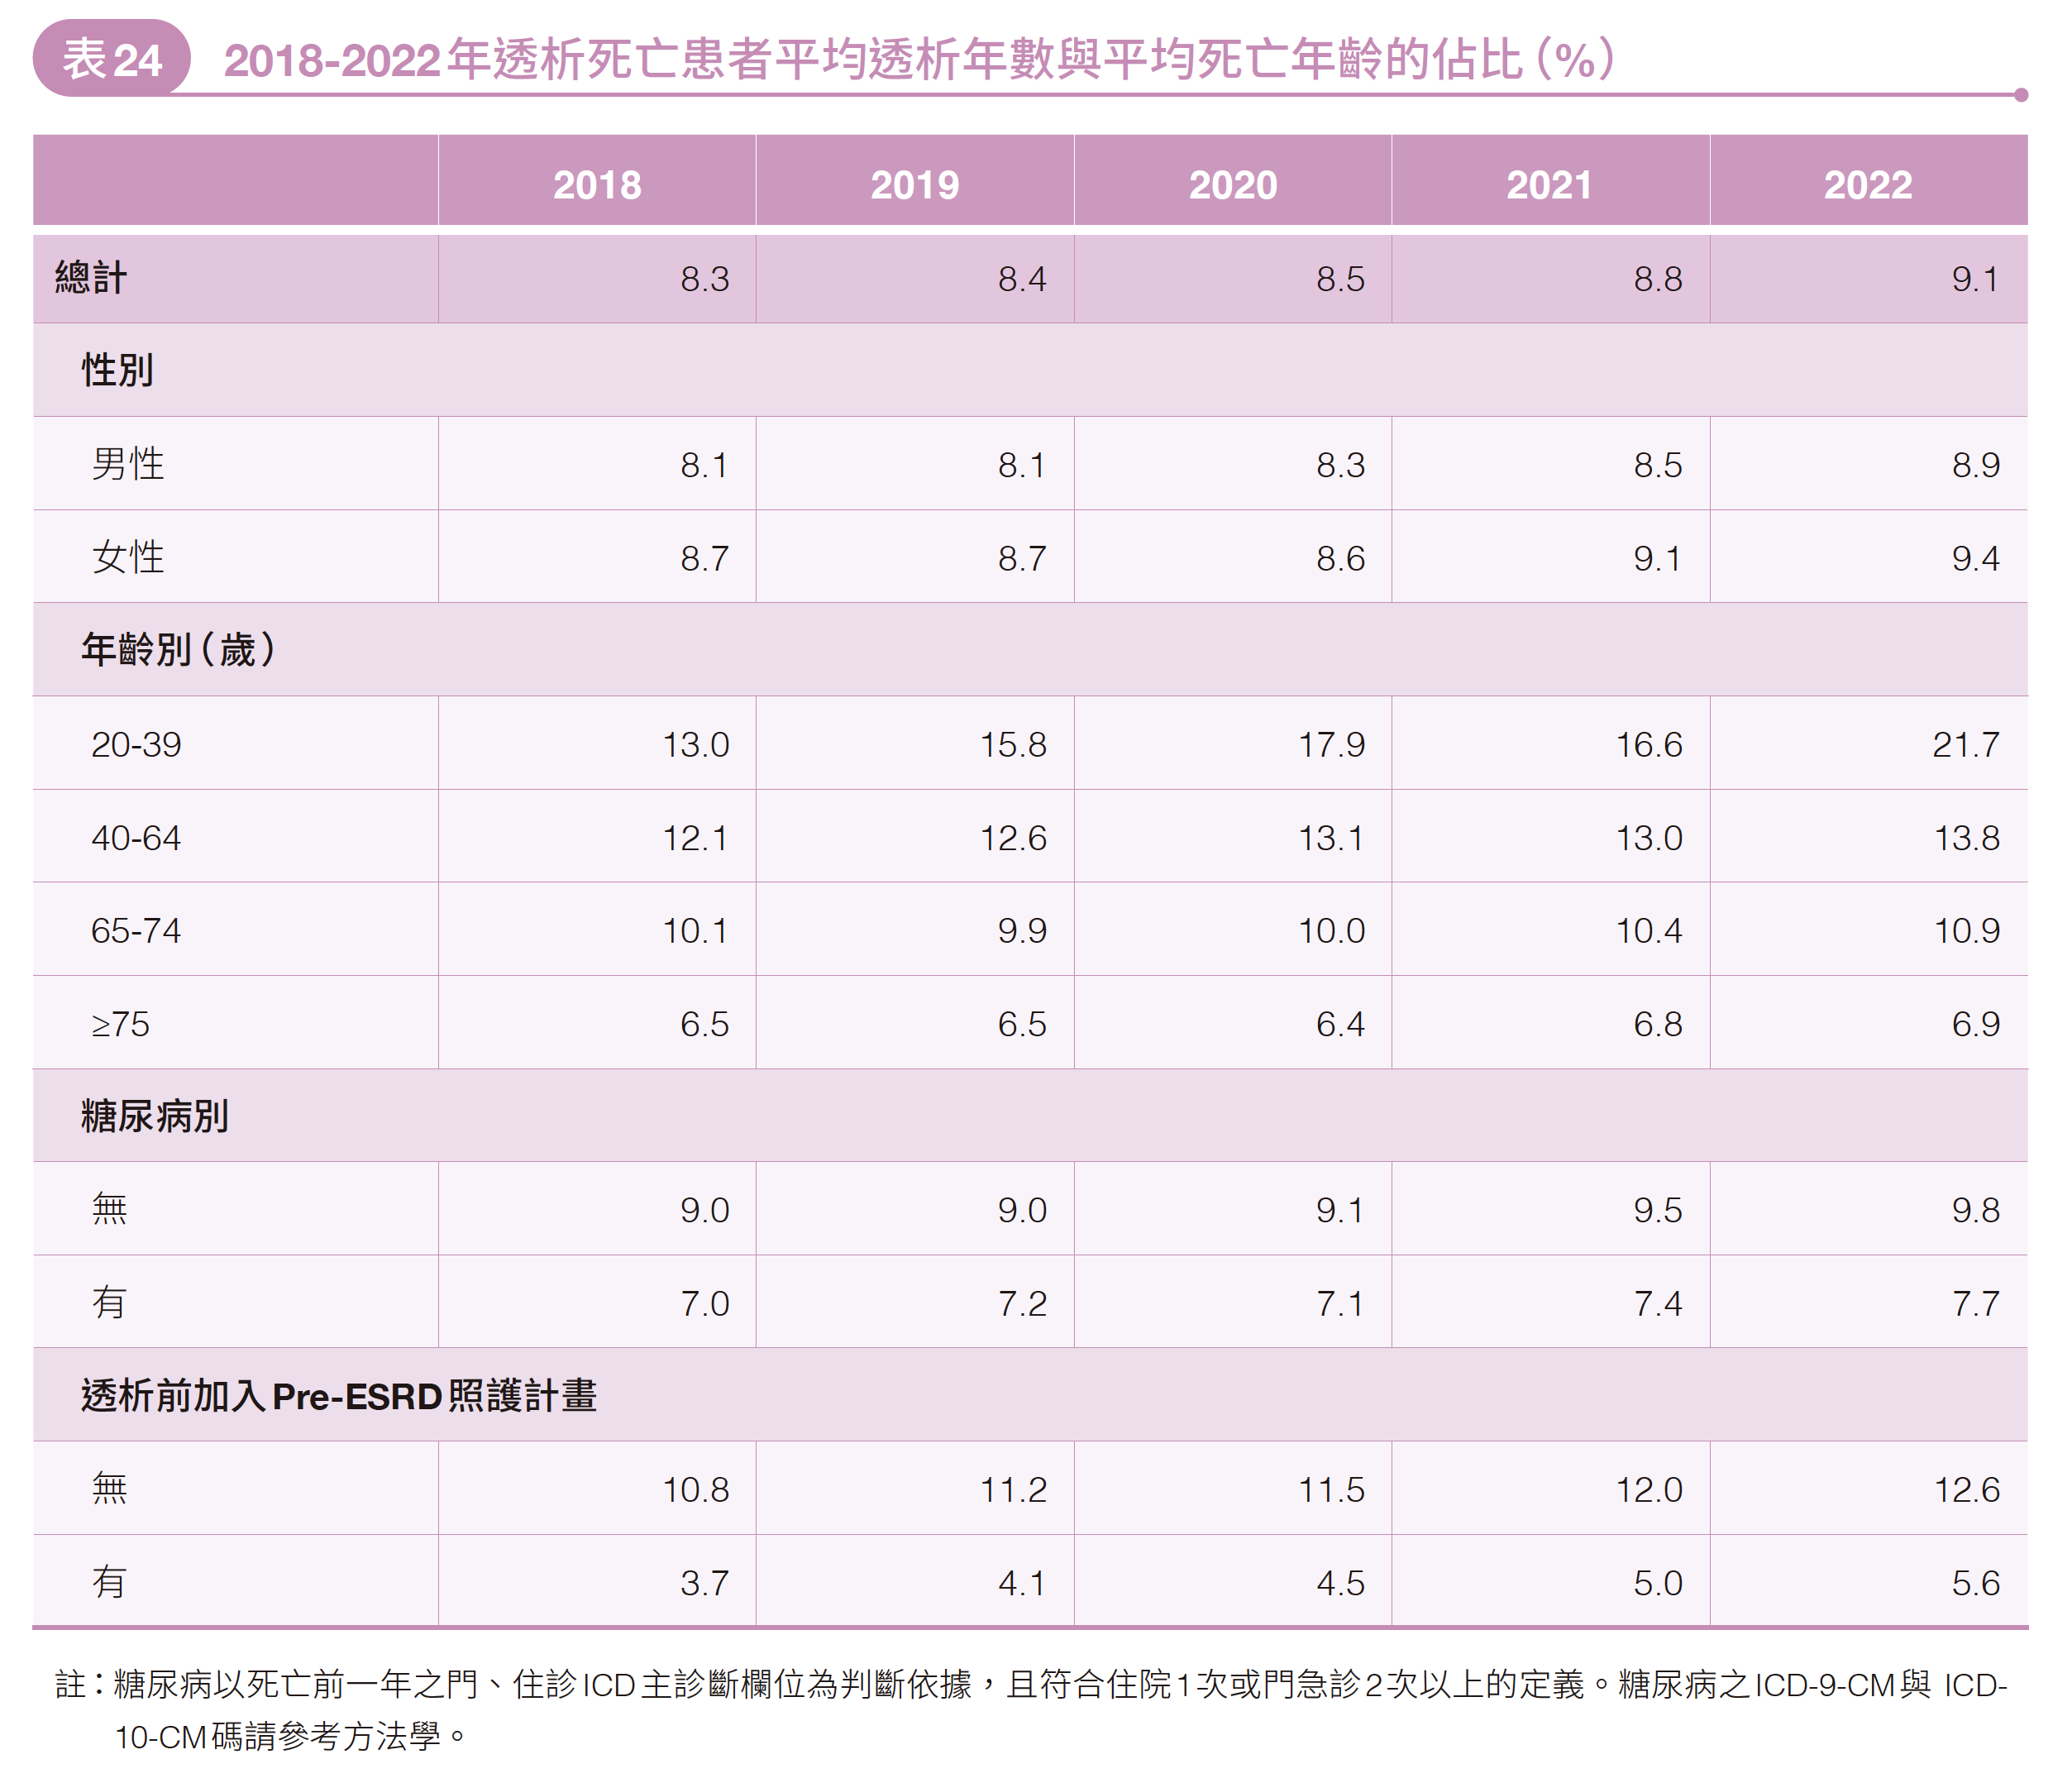 表24 2018-2022年透析死亡患者平均透析年數與平均死亡年齡的佔比（%）
2018 2019 2020 2021 2022
總計 8.3 8.4 8.5 8.8 9.1
性別
男性 8.1 8.1 8.3 8.5 8.9
女性 8.7 8.7 8.6 9.1 9.4
年齡別（歲）
20-39 13.0 15.8 17.9 16.6 21.7
40-64 12.1 12.6 13.1 13.0 13.8
65-74 10.1 9.9 10.0 10.4 10.9
≥75 6.5 6.5 6.4 6.8 6.9
糖尿病別
無 9.0 9.0 9.1 9.5 9.8
有 7.0 7.2 7.1 7.4 7.7
透析前加入Pre-ESRD照護計畫
無 10.8 11.2 11.5 12.0 12.6
有 3.7 4.1 4.5 5.0 5.6
註：糖尿病以死亡前一年之門、住診ICD主診斷欄位為判斷依據，且符合住院1次或門急診2次以上的定義。糖尿病之ICD-9-CM與 ICD-
10-CM碼請參考方法學。